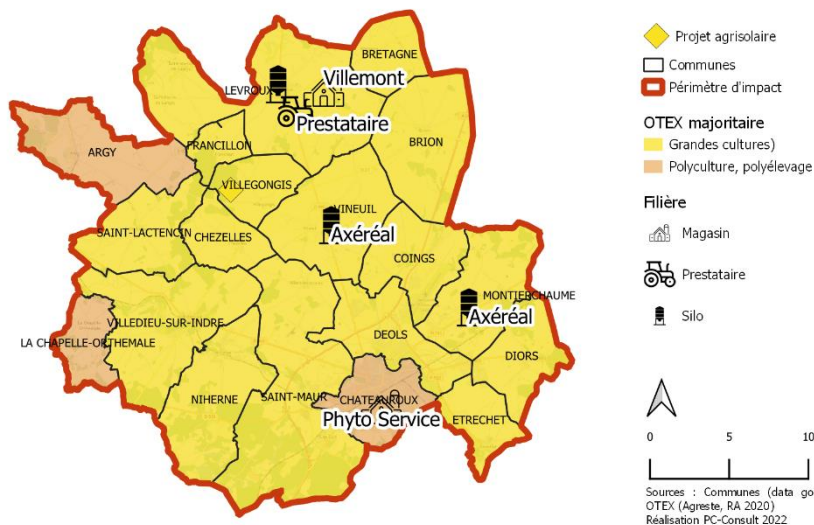 BRETAGNE
LEVROUX
Villemont
Prestataire
ARGY
FRANCILLON
BRION
VILLEGONGIS
VINEUIL
SAINT-LACTENCIN
CHEZELLES
Axéréal
COINGS
MONTIERCHAUME
Axéréal
VILLEDIEU-SUR-INDRE
LA CHAPELLE-ORTHEMALE
DEOLS
DIORS
NIHERNE
SAINT-MAUR
CHATEAUROUX
Phyto Service
ETRECHET
Projet agrisolaire
Communes
Périmètre d'impact
OTEX majoritaire
Grandes cultures)
Polyculture, polyélevage
Filière
Magasin
Prestataire
Silo
0 5 10
Sources : Communes (data go
OTEX (Agreste, RA 2020)
Réalisation PC-Consult 2022